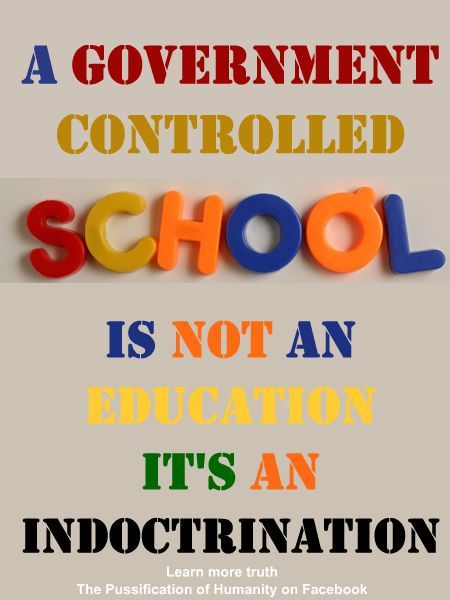 A GOVERNMENT
CONTROLLED
SCHOOL
IS NOT AN
EDUCATION
IT'S AN
INDOCTRINATION
Learn more truth
The Pussification of Humanity on Facebook